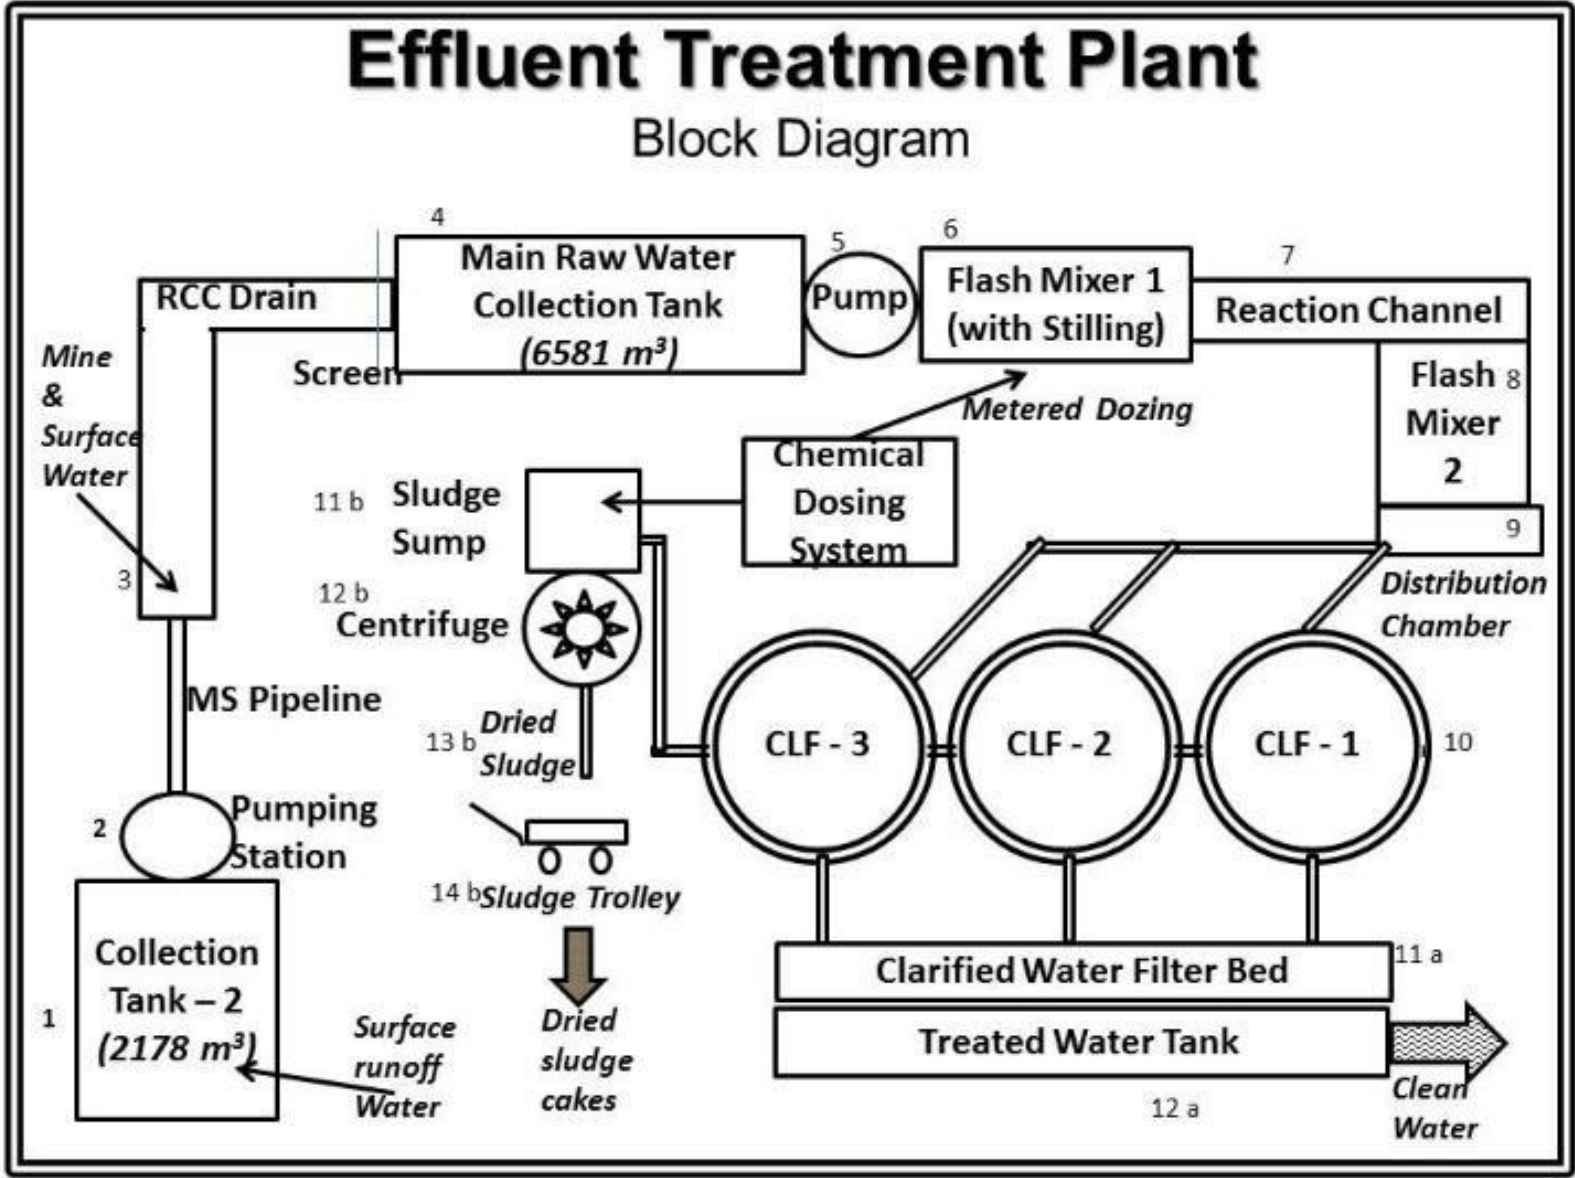 Effluent Treatment Plant
Block Diagram
4
Main Raw Water
Collection Tank
(6581 m³)
5
Pump
6
Flash Mixer 1
(with Stilling)
7
Reaction Channel
RCC Drain
Screen
Mine
&
Surface
Water
3
Metered Dozing
Flash 8
Mixer
2
9
Distribution
Chamber
Chemical
Dosing
System
11 b
Sludge
Sump
12 b
Centrifuge
MS Pipeline
13 b
Dried
Sludge
CLF - 3
CLF - 2
CLF - 1
10
2
Pumping
Station
14 b
Sludge Trolley
Dried
sludge
cakes
1
Collection
Tank – 2
(2178 m³)
Surface
runoff
Water
Clarified Water Filter Bed
11 a
Treated Water Tank
12 a
Clean
Water